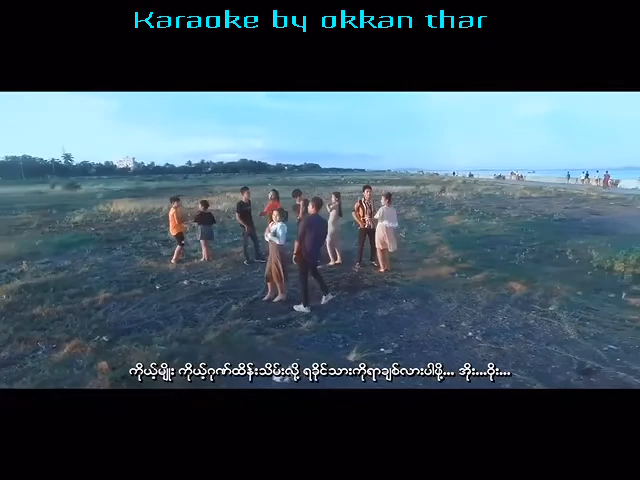 Karaoke by okkan thar
ကိုယ့်မျိုး ကိုယ့်ဂုဏ်ထိန်းသိမ်းလို့ ရခိုင်သားကိုရာချစ်လားပါဖို့... အိုး...ဝိုး...